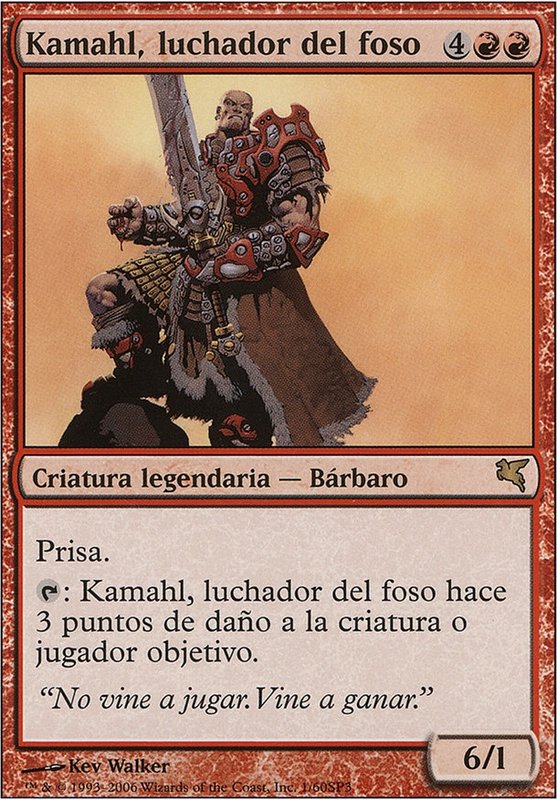 Kamahl, luchador del foso 4
Criatura legendaria — Bárbaro
Prisa.
: Kamahl, luchador del foso hace
3 puntos de daño a la criatura o
jugador objetivo.
“No vine a jugar. Vine a ganar.”
6/1
Kev Walker
™ & © 1993-2006 Wizards of the Coast, Inc. 1/60SP3